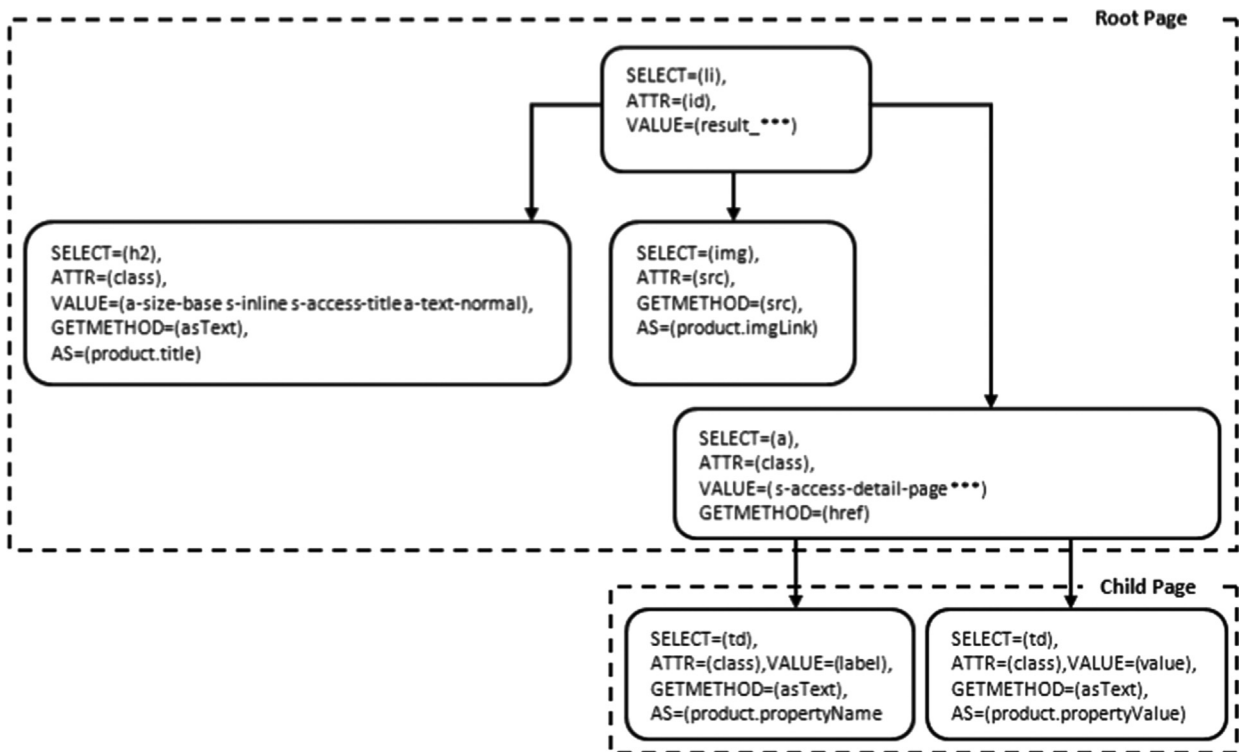 Root Page
SELECT=(li),
ATTR=(id),
VALUE=(result_***)
SELECT=(h2),
ATTR=(class),
VALUE=(a-size-base s-inline s-access-title a-text-normal),
GETMETHOD=(asText),
AS=(product.title)
SELECT=(img),
ATTR=(src),
GETMETHOD=(src),
AS=(product.imgLink)
SELECT=(a),
ATTR=(class),
VALUE=(s-access-detail-page***)
GETMETHOD=(href)
Child Page
SELECT=(td),
ATTR=(class),VALUE=(label),
GETMETHOD=(asText),
AS=(product.propertyName
SELECT=(td),
ATTR=(class),VALUE=(value),
GETMETHOD=(asText),
AS=(product.propertyValue)